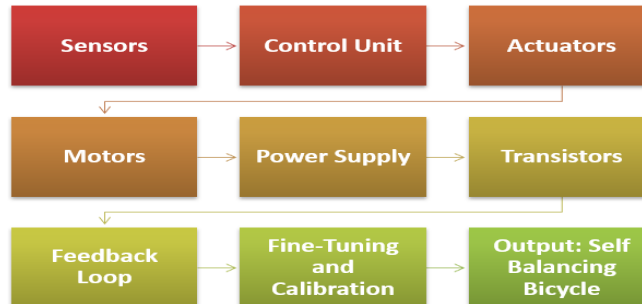 Sensors
Control Unit
Actuators
Motors
Power Supply
Transistors
Feedback
Loop
Fine-Tuning
and
Calibration
Output: Self
Balancing
Bicycle